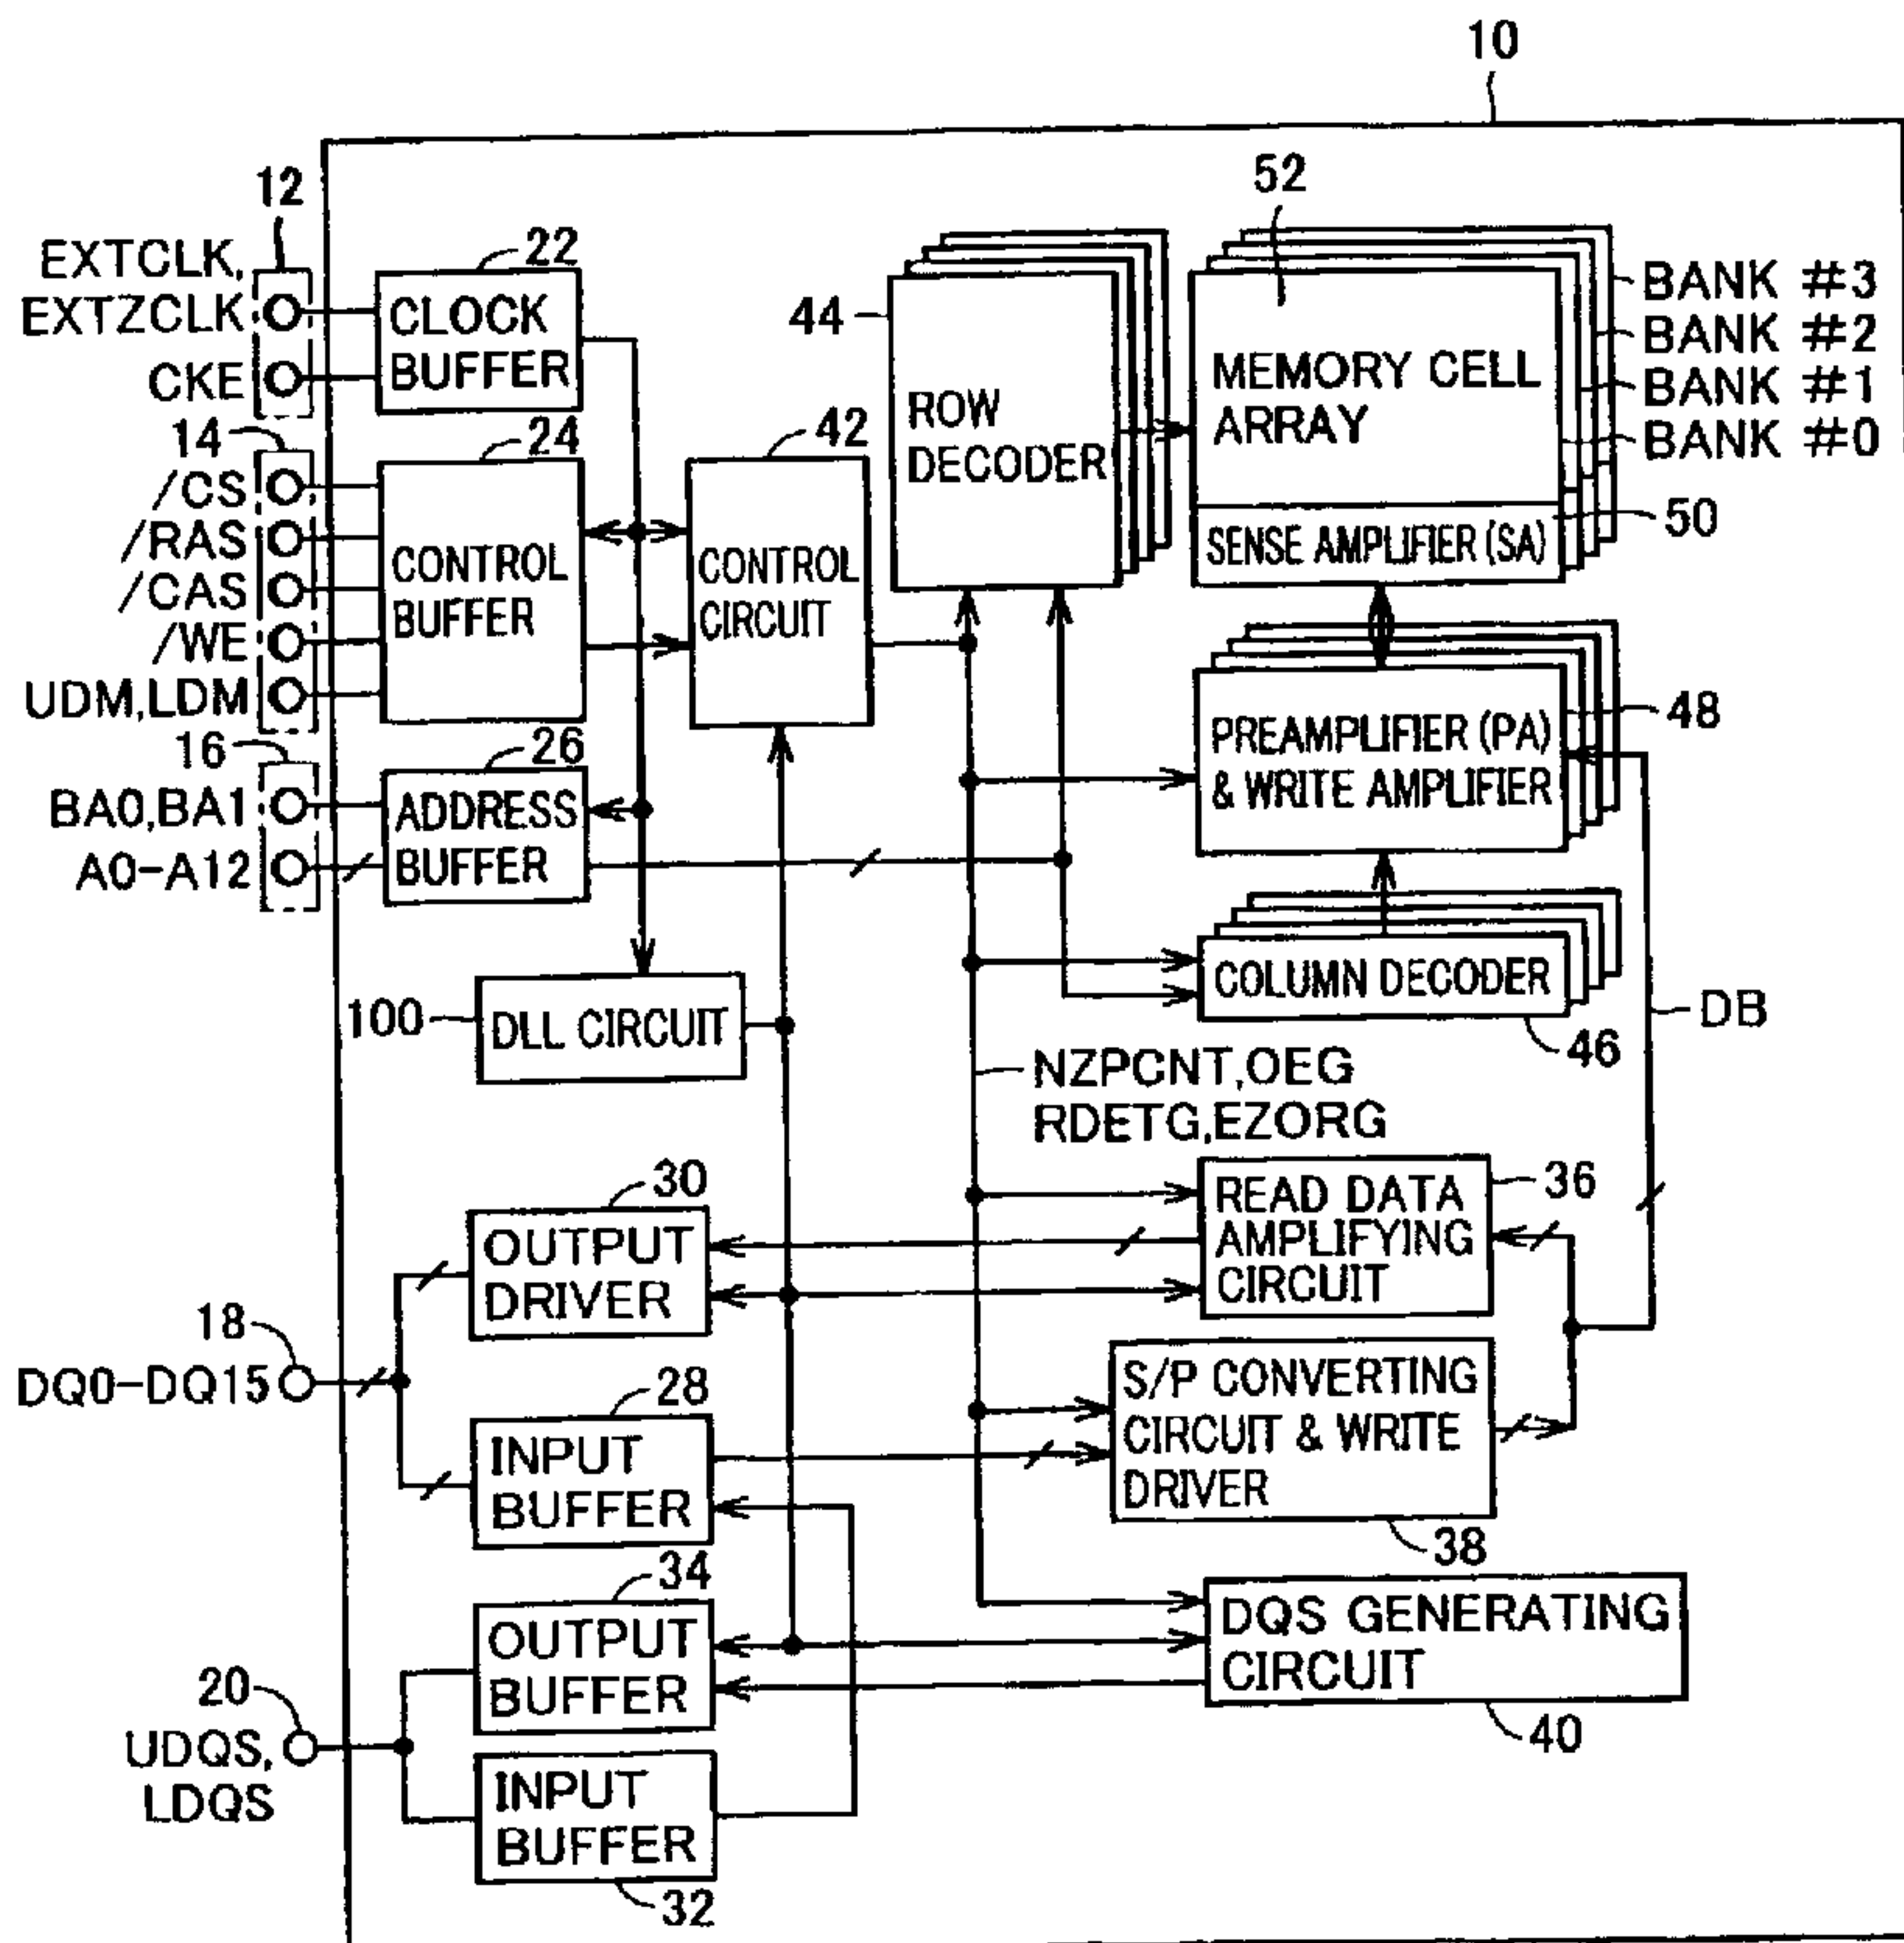 10
12
EXTCLK,
EXTZCLK
CKE
22
CLOCK
BUFFER
14
/CS
/RAS
/CAS
/WE
UDM,LDM
24
CONTROL
BUFFER
42
CONTROL
CIRCUIT
44
ROW
DECODER
52
MEMORY CELL
ARRAY
SENSE AMPLIFIER (SA)
BANK #3
BANK #2
BANK #1
BANK #0
50
16
BA0,BA1
A0-A12
26
ADDRESS
BUFFER
PREAMPLIFIER (PA)
& WRITE AMPLIFIER
48
COLUMN DECODER
46
DB
100
DLL CIRCUIT
NZPCNT,OEG
RDETG,EZORG
30
OUTPUT
DRIVER
READ DATA
AMPLIFYING
CIRCUIT
36
18
DQ0-DQ15
28
INPUT
BUFFER
S/P CONVERTING
CIRCUIT & WRITE
DRIVER
38
34
OUTPUT
BUFFER
DQS GENERATING
CIRCUIT
40
20
UDQS,
LDQS
INPUT
BUFFER
32